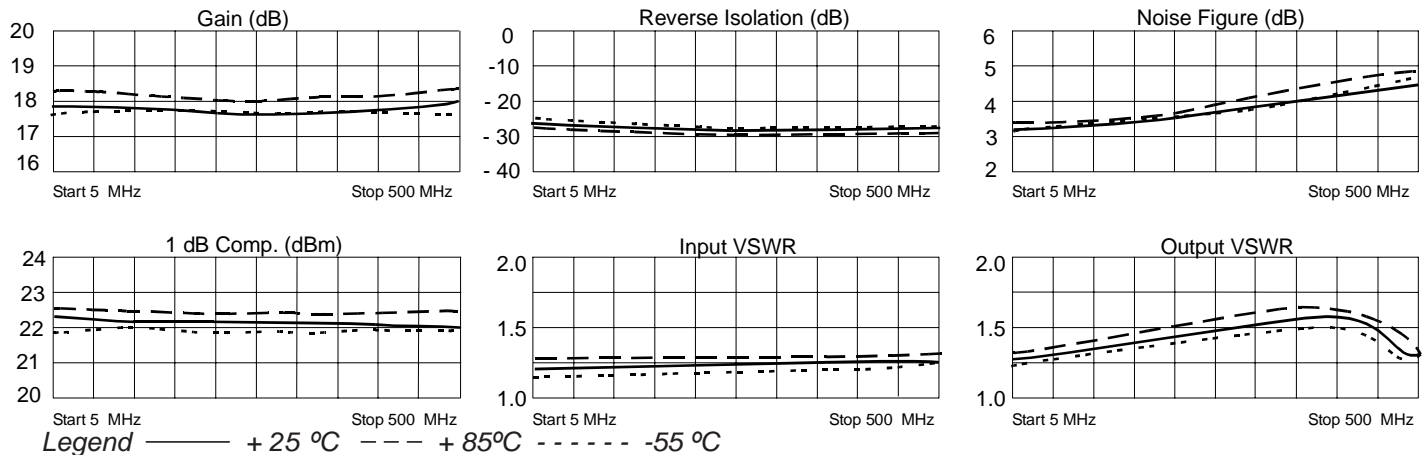 Gain (dB)
20
19
18
17
16
Start 5 MHz
Stop 500 MHz
Reverse Isolation (dB)
0
-10
-20
-30
- 40
Start 5 MHz
Stop 500 MHz
Noise Figure (dB)
6
5
4
3
2
Start 5 MHz
Stop 500 MHz
1 dB Comp. (dBm)
24
23
22
21
20
Start 5 MHz
Stop 500 MHz
Input VSWR
2.0
1.5
1.0
Start 5 MHz
Stop 500 MHz
Output VSWR
2.0
1.5
1.0
Start 5 MHz
Stop 500 MHz
Legend + 25 ºC + 85ºC -55 ºC